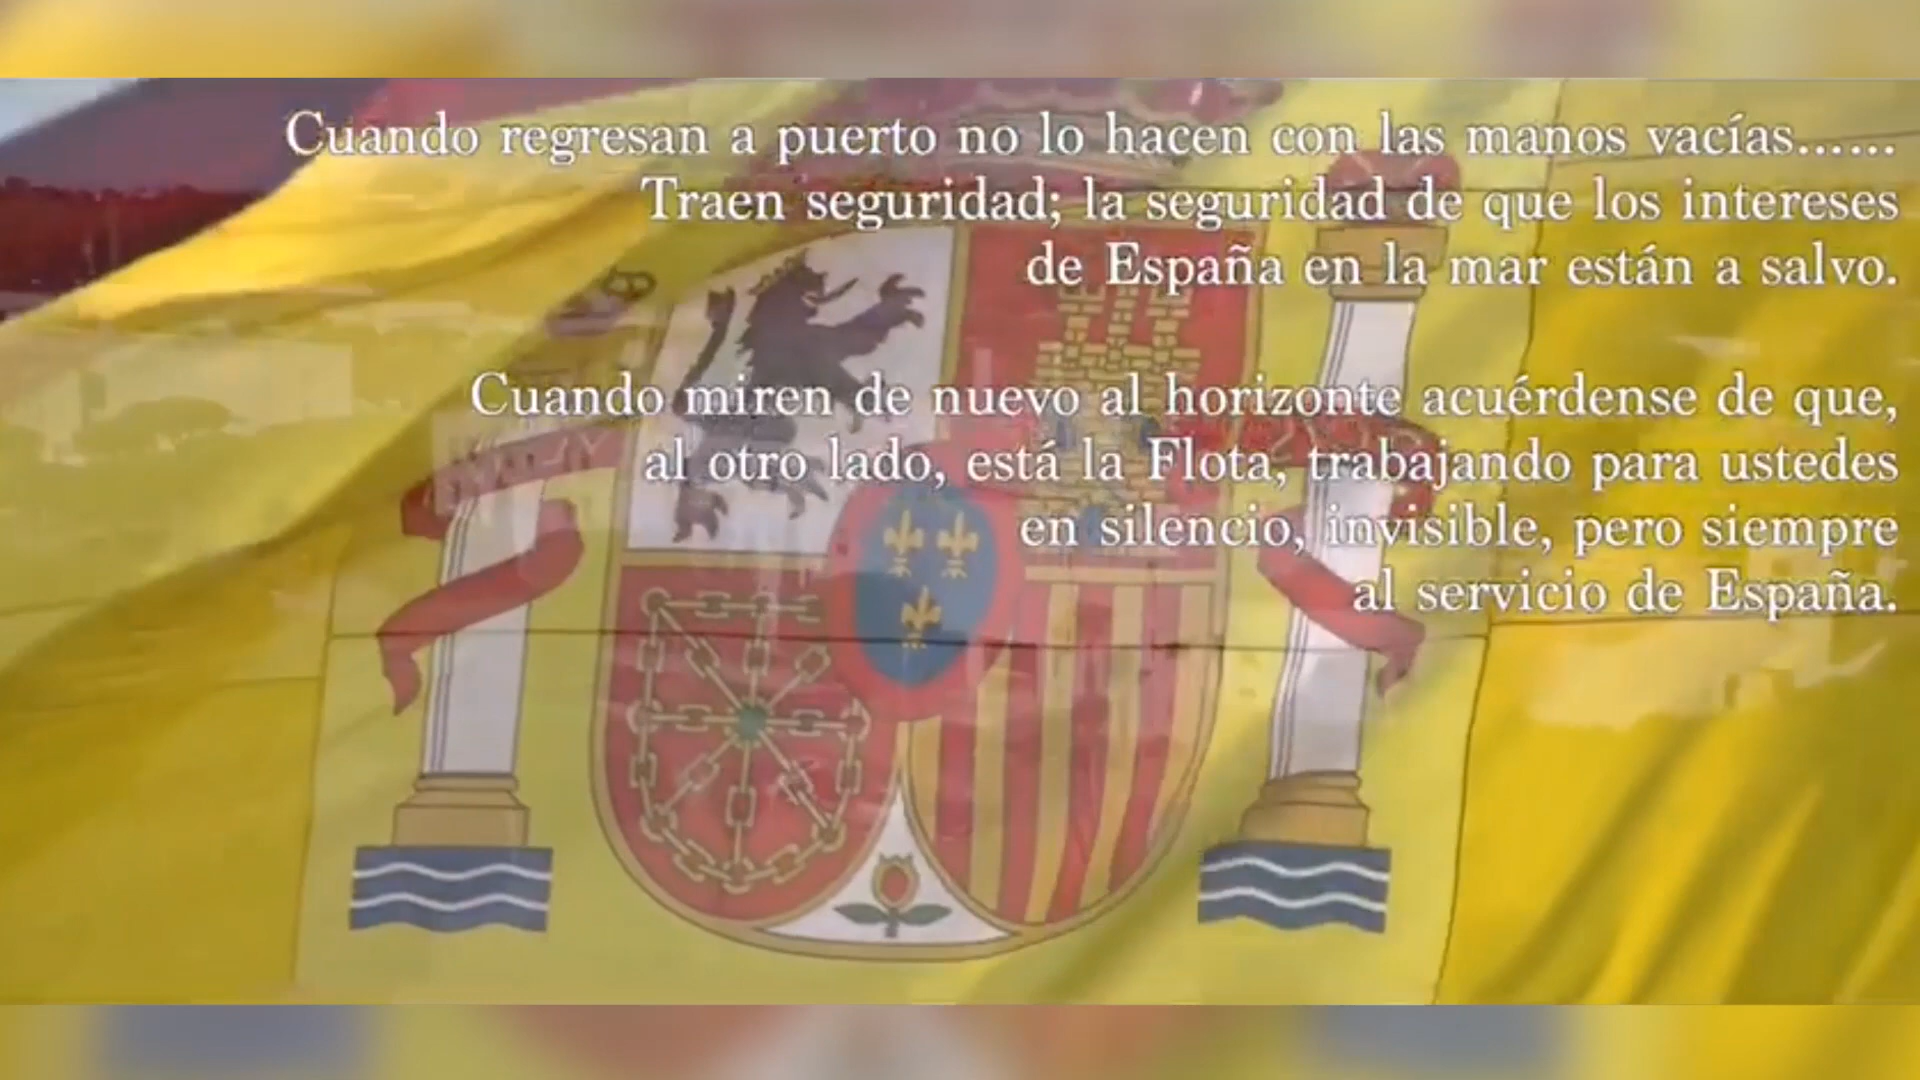 Cuando regresan a puerto no lo hacen con las manos vacías......
Traen seguridad; la seguridad de que los intereses
de España en la mar están a salvo.
Cuando miren de nuevo al horizonte acuérdense de que,
al otro lado, está la Flota, trabajando para ustedes
en silencio, invisible, pero siempre
al servicio de España.